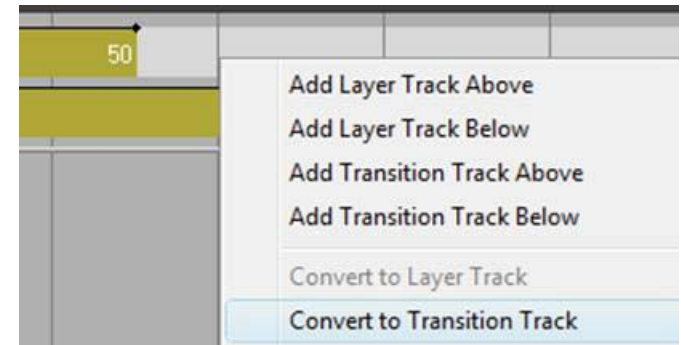 50
Add Layer Track Above
Add Layer Track Below
Add Transition Track Above
Add Transition Track Below
Convert to Layer Track
Convert to Transition Track